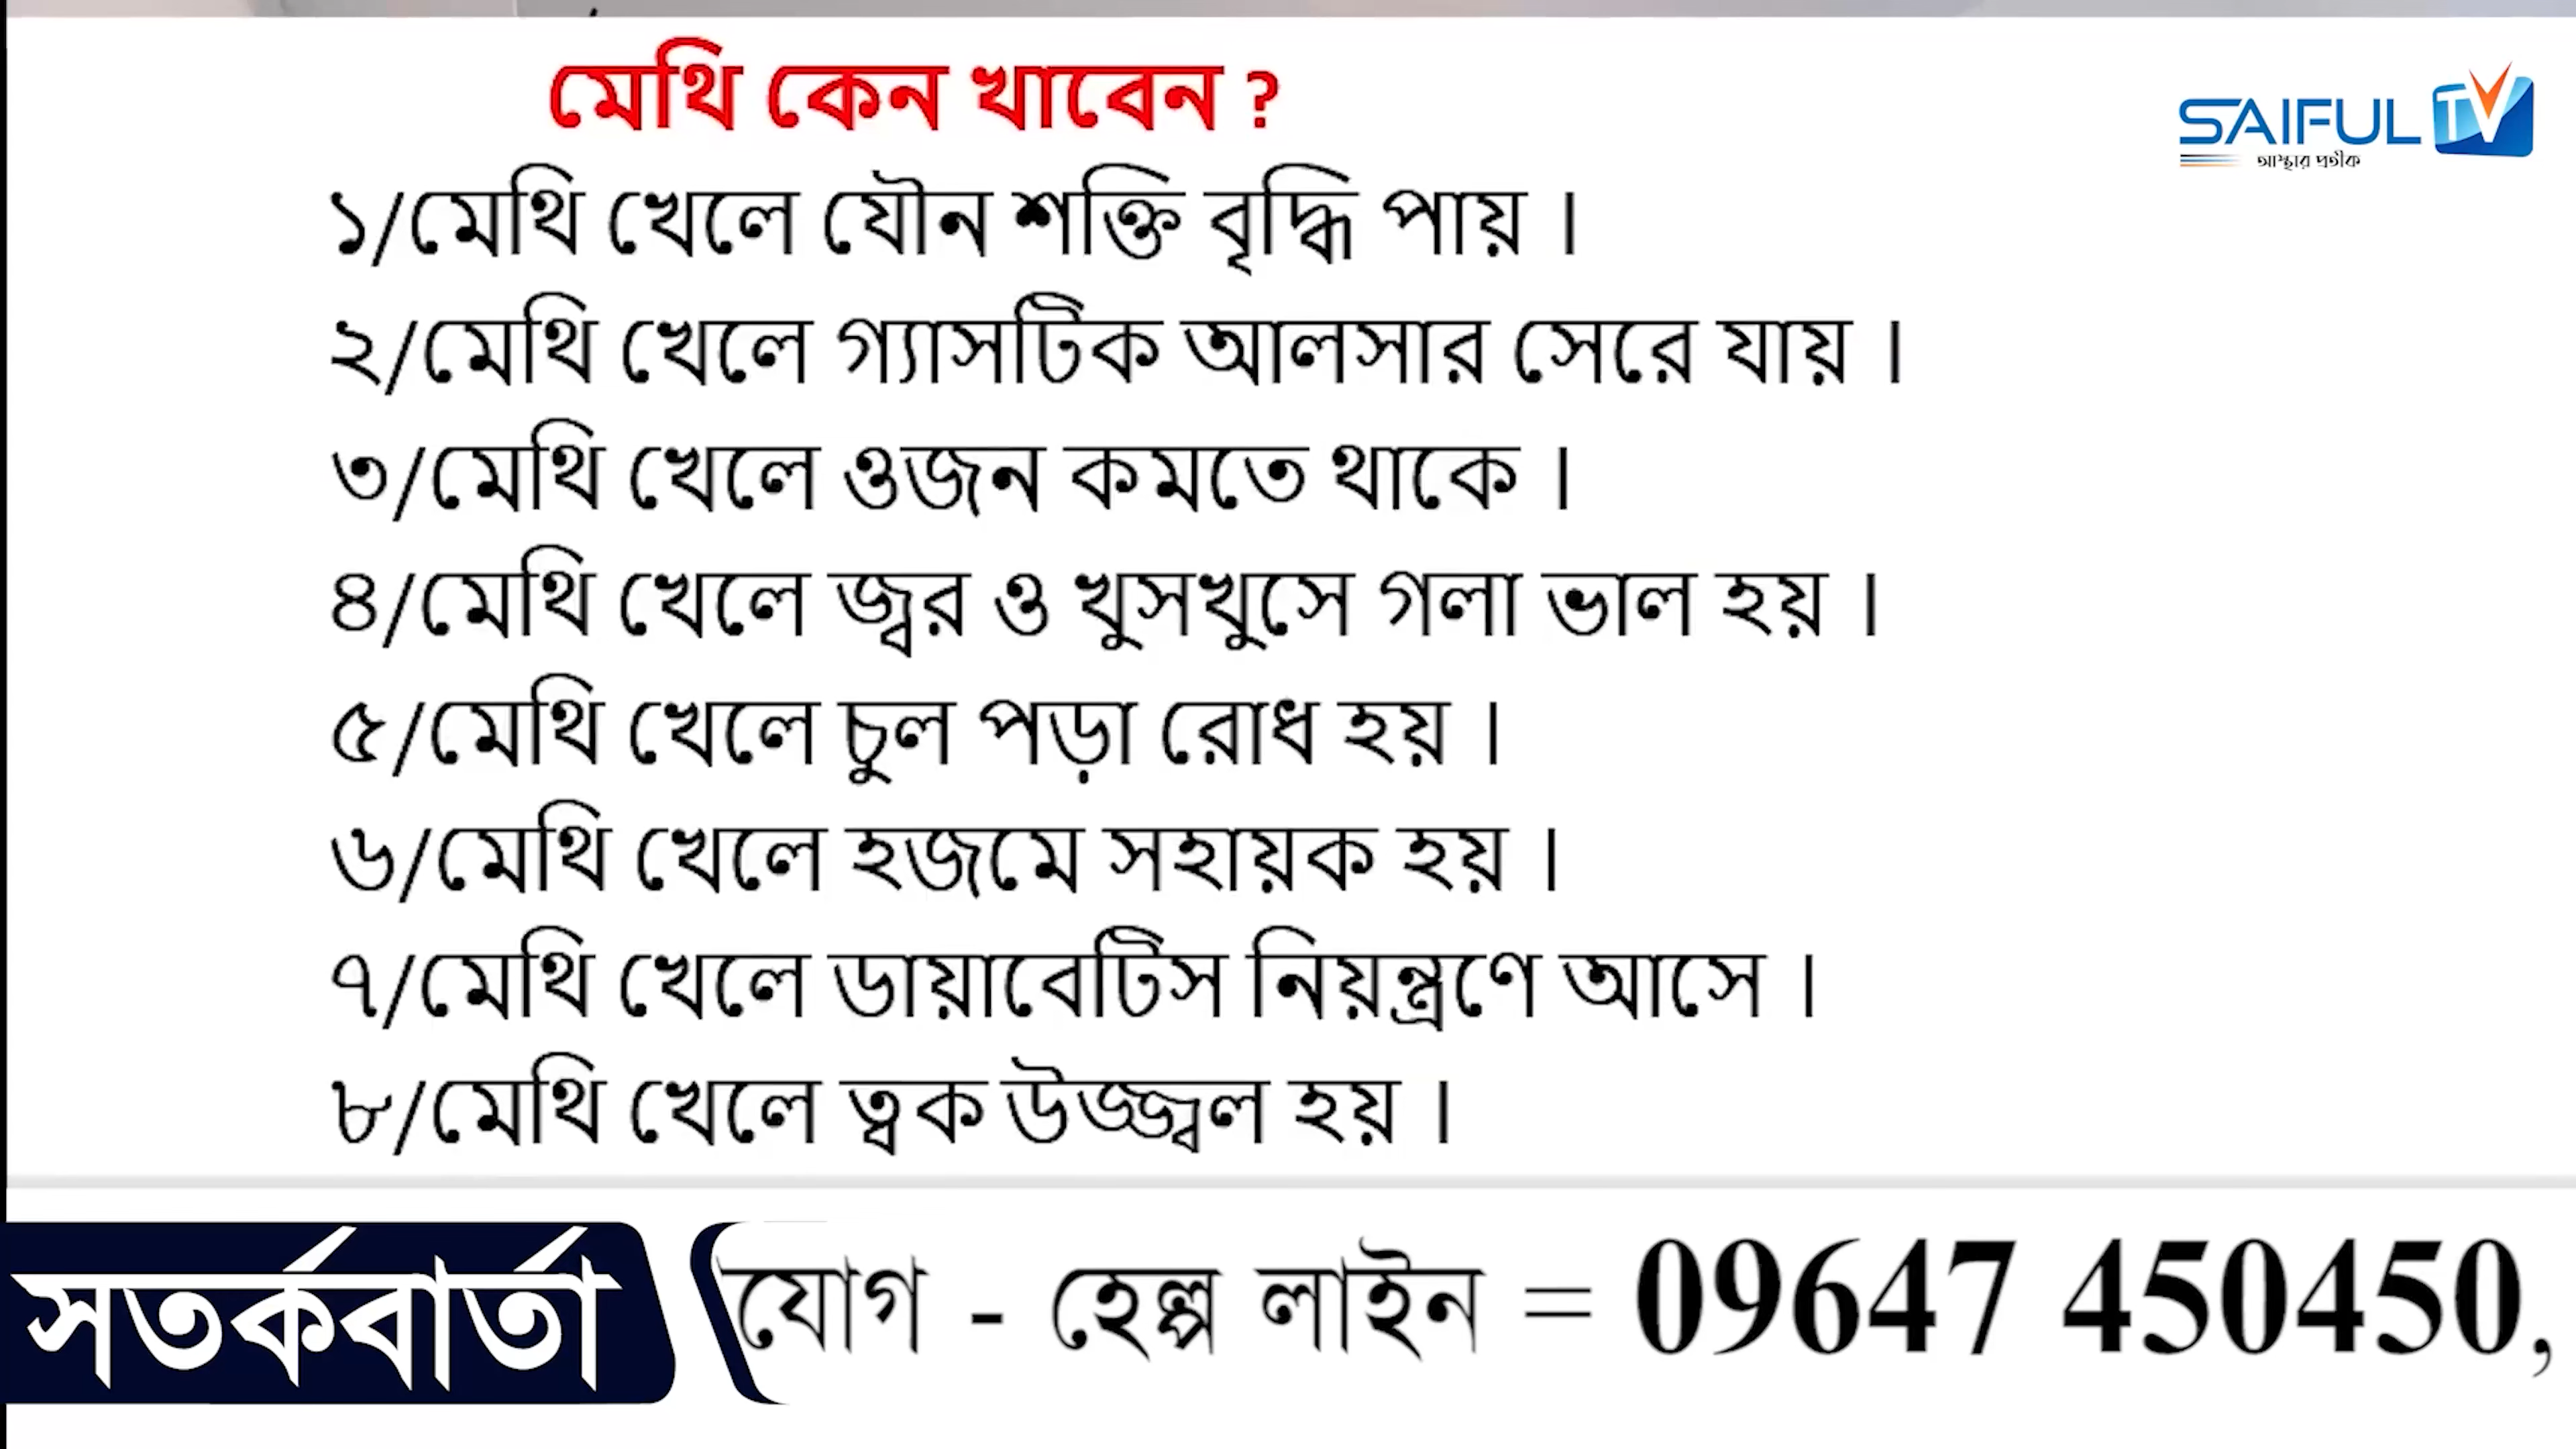 মেথি কেন খাবেন ?
SAIFUL TV
আস্থার প্রতীক
১/মেথি খেলে যৌন শক্তি বৃদ্ধি পায় ।
২/মেথি খেলে গ্যাসটিক আলসার সেরে যায় ।
৩/মেথি খেলে ওজন কমতে থাকে ।
৪/মেথি খেলে জ্বর ও খুসখুসে গলা ভাল হয় ।
৫/মেথি খেলে চুল পড়া রোধ হয় ।
৬/মেথি খেলে হজমে সহায়ক হয় ।
৭/মেথি খেলে ডায়াবেটিস নিয়ন্ত্রণে আসে ।
৮/মেথি খেলে ত্বক উজ্জ্বল হয় ।
সতর্কবার্তা যোগ - হেল্প লাইন = 09647 450450,